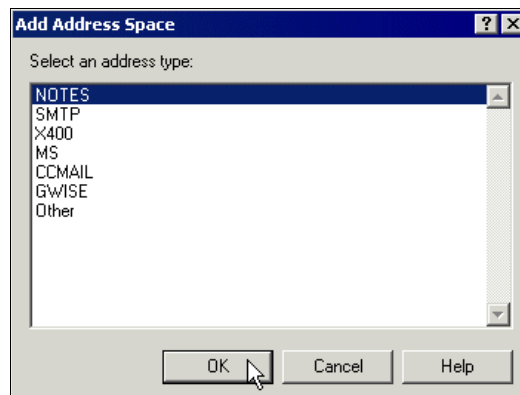 Add Address Space
Select an address type:
NOTES
SMTP
X400
MS
CCMAIL
GWISE
Other
OK Cancel Help